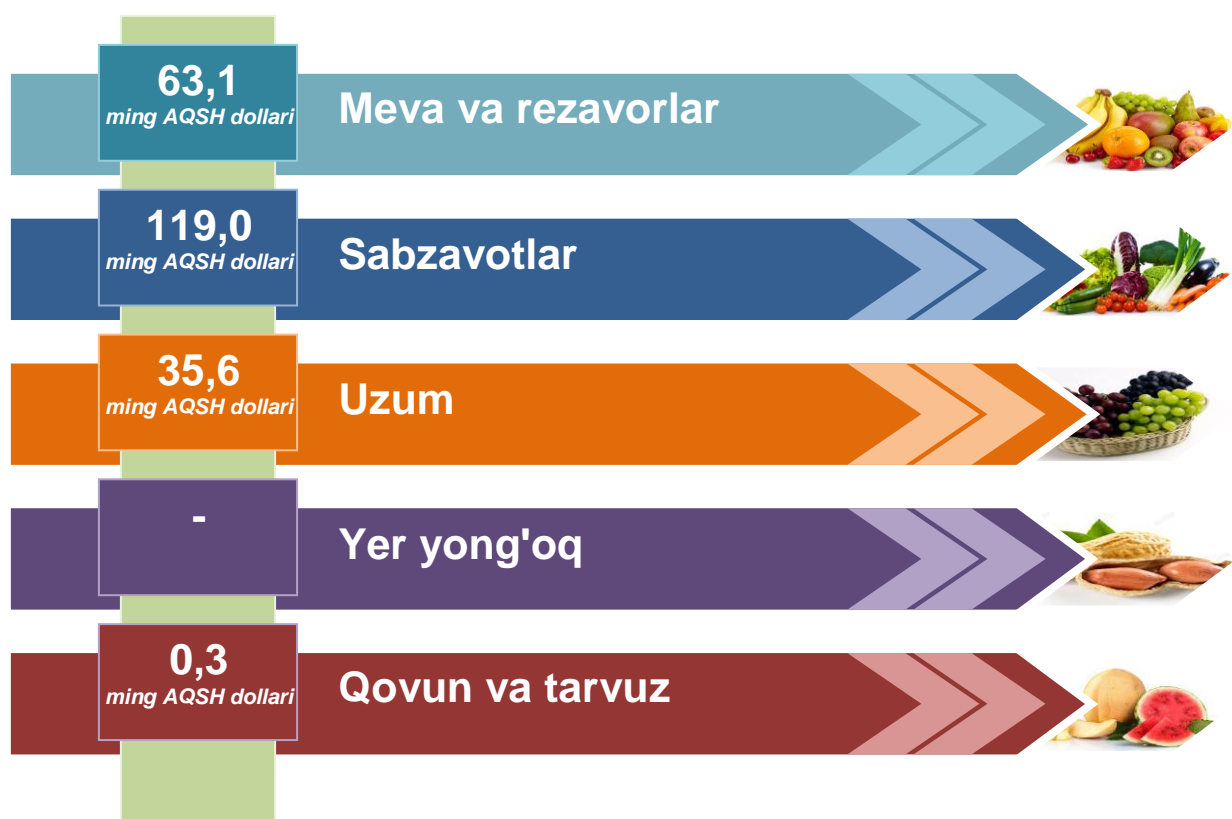 63,1
ming AQSH dollari
Meva va rezavorlar
119,0
ming AQSH dollari
Sabzavotlar
35,6
ming AQSH dollari
Uzum
-
Yer yong'oq
0,3
ming AQSH dollari
Qovun va tarvuz